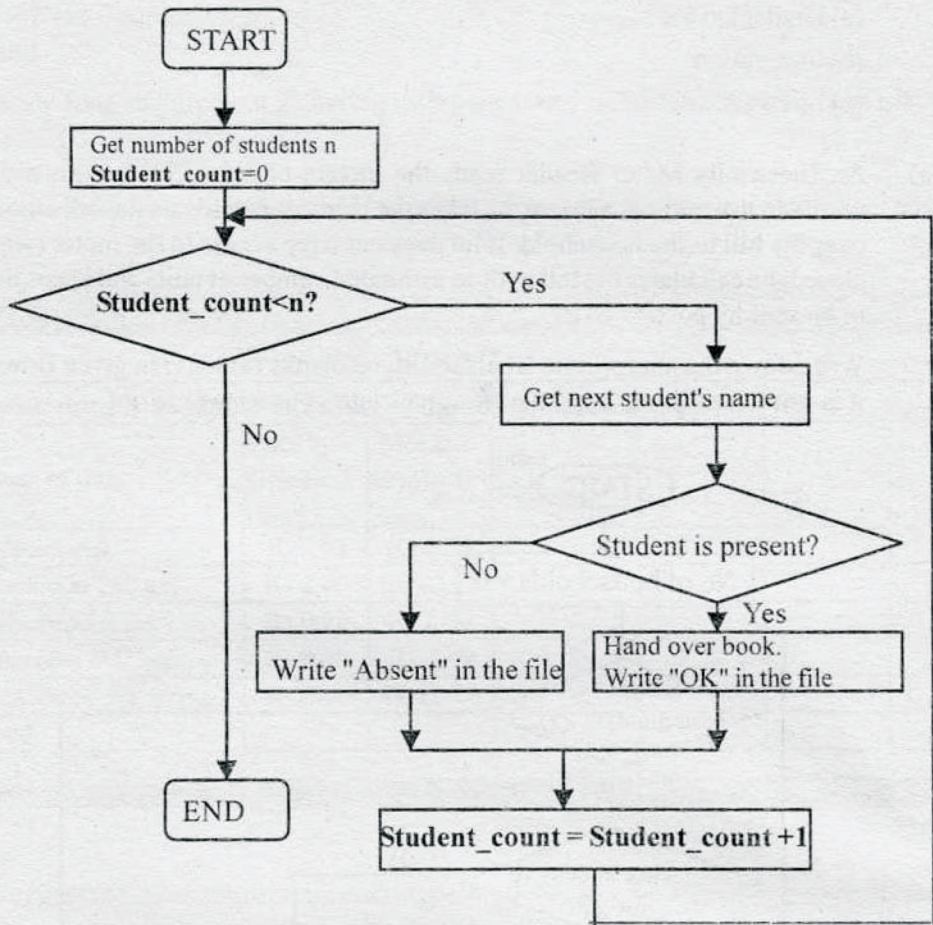 START
Get number of students n
Student_count=0
Student_count<n?
Yes
Get next student's name
No
Student is present?
No
Yes
Write "Absent" in the file
Hand over book.
Write "OK" in the file
END
Student_count = Student_count +1